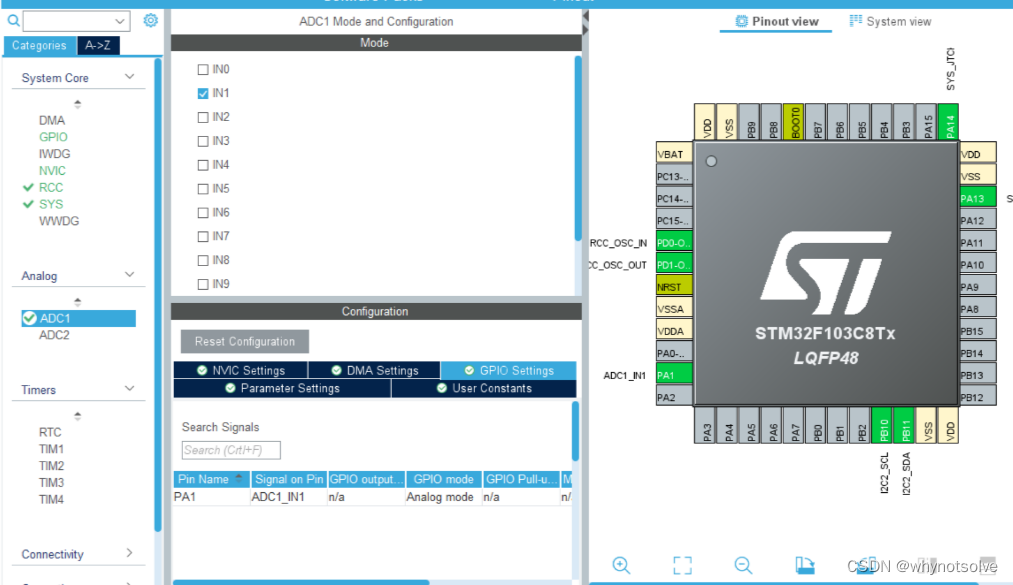 ADC1 Mode and Configuration
Mode
Categories
A->Z
System Core
DMA
GPIO
IWDG
NVIC
RCC
SYS
WWDG
Analog
ADC1
ADC2
Timers
RTC
TIM1
TIM2
TIM3
TIM4
Connectivity
IN0
IN1
IN2
IN3
IN4
IN5
IN6
IN7
IN8
IN9
Configuration
Reset Configuration
NVIC Settings
DMA Settings
GPIO Settings
Parameter Settings
User Constants
Search Signals
Search (CrtI+F)
Pin Name Signal on Pin GPIO output... GPIO mode GPIO Pull-u... M
PA1 ADC1_IN1 n/a Analog mode n/a n/
Pinout view
System view
SYS_JTCK
VDD VSS PB9 PB8 BOOT0 PB7 PB6 PB5 PB4 PB3 PA15 PA14
VBAT
PC13-..
PC14-..
PC15-..
RCC_OSC_IN PD0-O..
CC_OSC_OUT PD1-O..
NRST
VSSA
VDDA
PA0-..
ADC1_IN1 PA1
PA2
STM32F103C8Tx
LQFP48
VDD
VSS
PA13 S
PA12
PA11
PA10
PA9
PA8
PB15
PB14
PB13
PB12
PA3 PA4 PA5 PA6 PA7 PB0 PB1 PB2 PB10 PB11 VSS VDD
I2C2_SCL
I2C2_SDA
CSDN @whynotsolve